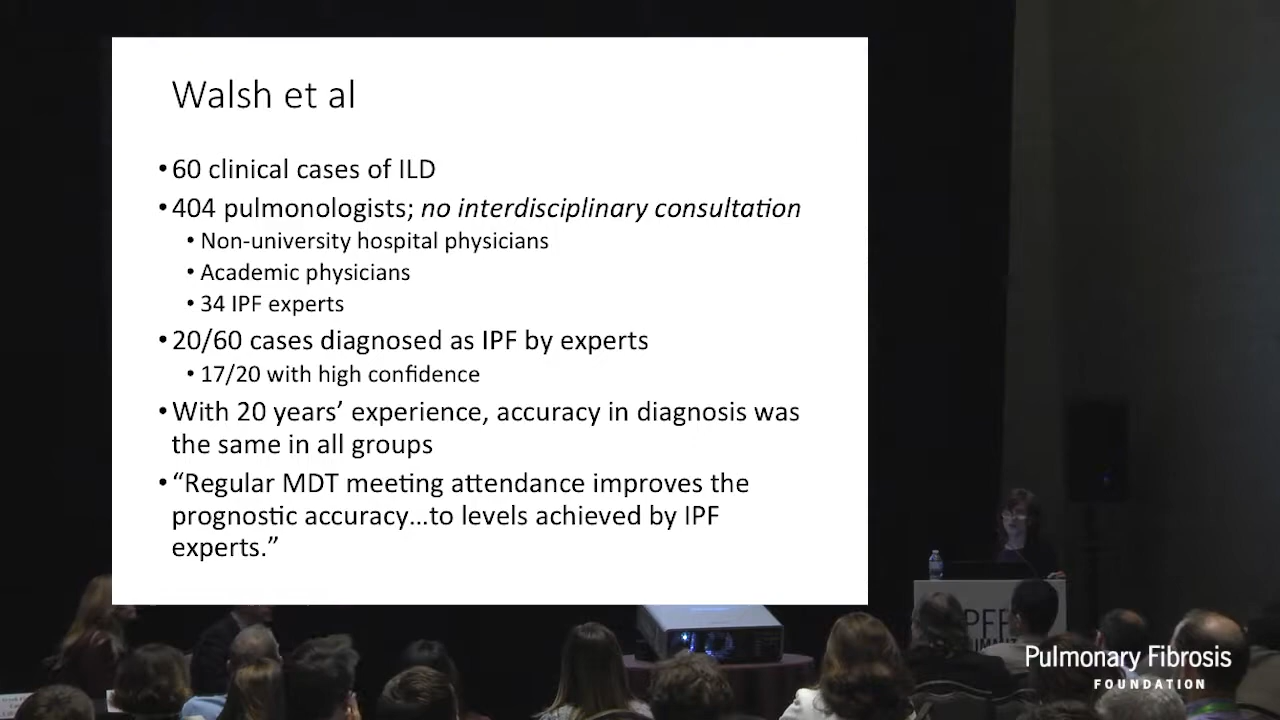 Walsh et al
•60 clinical cases of ILD
•404 pulmonologists; no interdisciplinary consultation
•Non-university hospital physicians
•Academic physicians
•34 IPF experts
•20/60 cases diagnosed as IPF by experts
•17/20 with high confidence
•With 20 years’ experience, accuracy in diagnosis was
the same in all groups
•“Regular MDT meeting attendance improves the
prognostic accuracy…to levels achieved by IPF
experts.”
PFF
Pulmonary Fibrosis
FOUNDATION